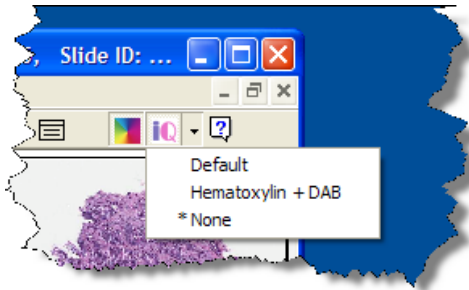 , Slide ID: ...
iQ
?
Default
Hematoxylin + DAB
* None